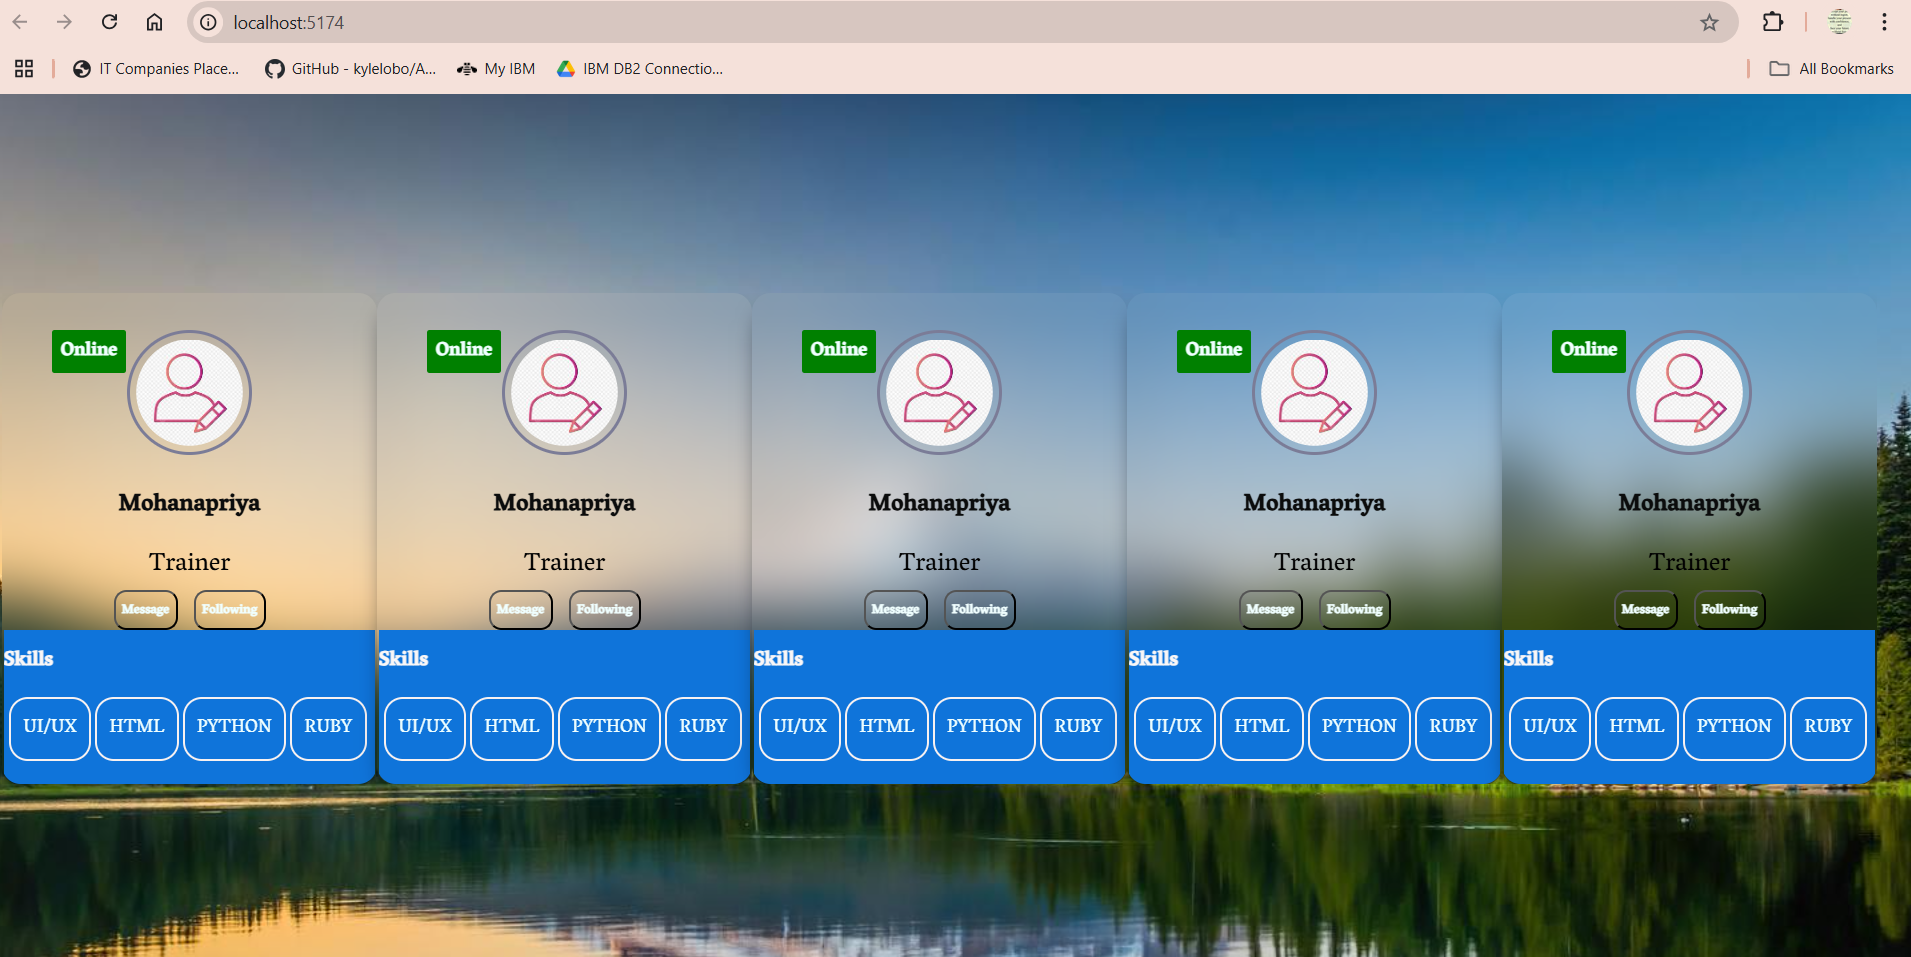 localhost:5174
IT Companies Place...
GitHub - kylelobo/A...
My IBM
IBM DB2 Connectio...
All Bookmarks
Online
Online
Online
Online
Online
Mohanapriya
Mohanapriya
Mohanapriya
Mohanapriya
Mohanapriya
Trainer
Trainer
Trainer
Trainer
Trainer
Message Following
Message Following
Message Following
Message Following
Message Following
Skills
Skills
Skills
Skills
Skills
UI/UX HTML PYTHON RUBY
UI/UX HTML PYTHON RUBY
UI/UX HTML PYTHON RUBY
UI/UX HTML PYTHON RUBY
UI/UX HTML PYTHON RUBY